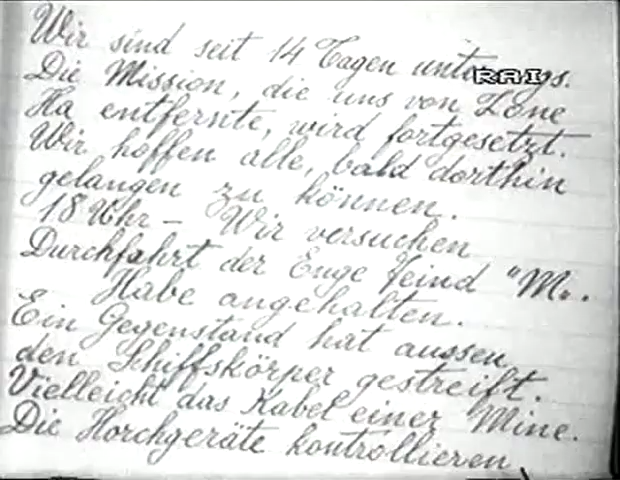 Wir sind seit 14 Tagen unterwegs.
RAI
Die Mission, die uns von Zone
Ha entfernte, wird fortgesetzt.
Wir hoffen alle, bald dorthin
gelangen zu können.
18 Uhr – Wir versuchen
Durchfahrt der Enge Feind "M..
Habe angehalten.
Ein Gegenstand hat aussen
den Schiffskörper gestreift.
Vielleicht das Kabel einer Mine.
Die Horchgeräte kontrollieren